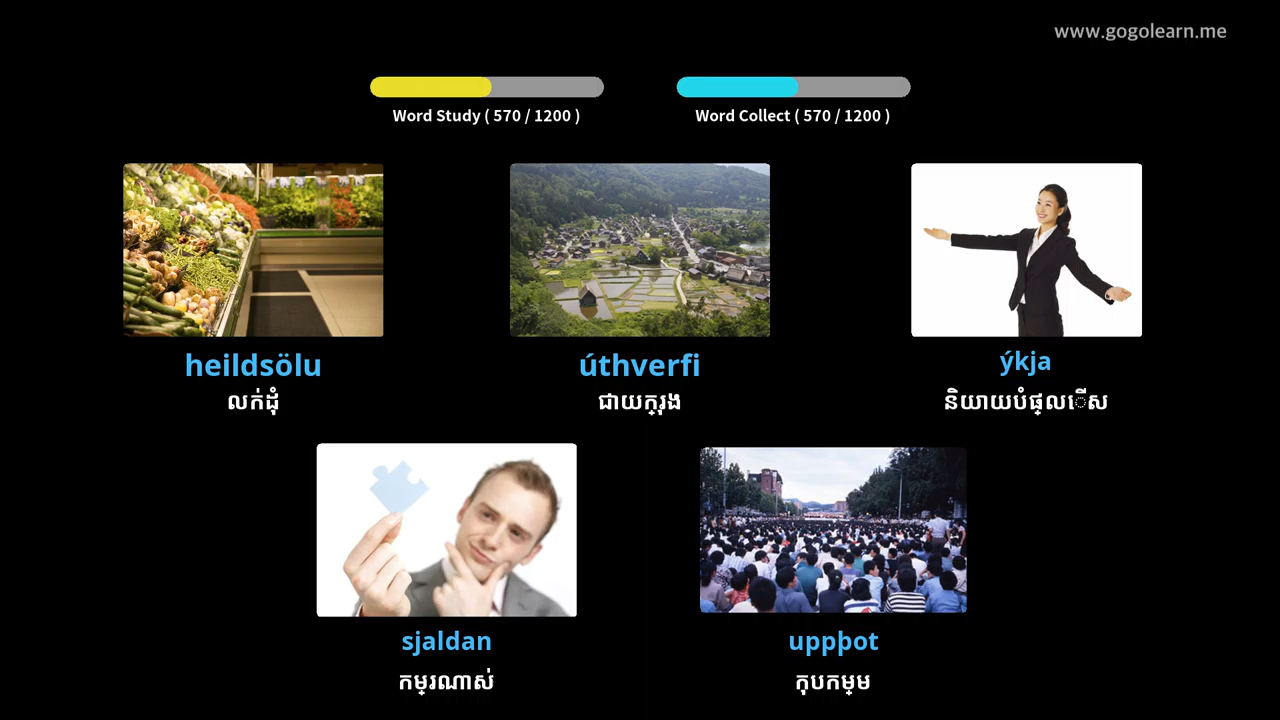 www.gogolearn.me
Word Study ( 570 / 1200 )
Word Collect ( 570 / 1200 )
heildsölu
úthverfi
ýkja
លក់ដុំ
ជាយក្រុង
និយាយបំផ្លើស
sjaldan
uppþot
កម្រណាស់
កុបកម្ម